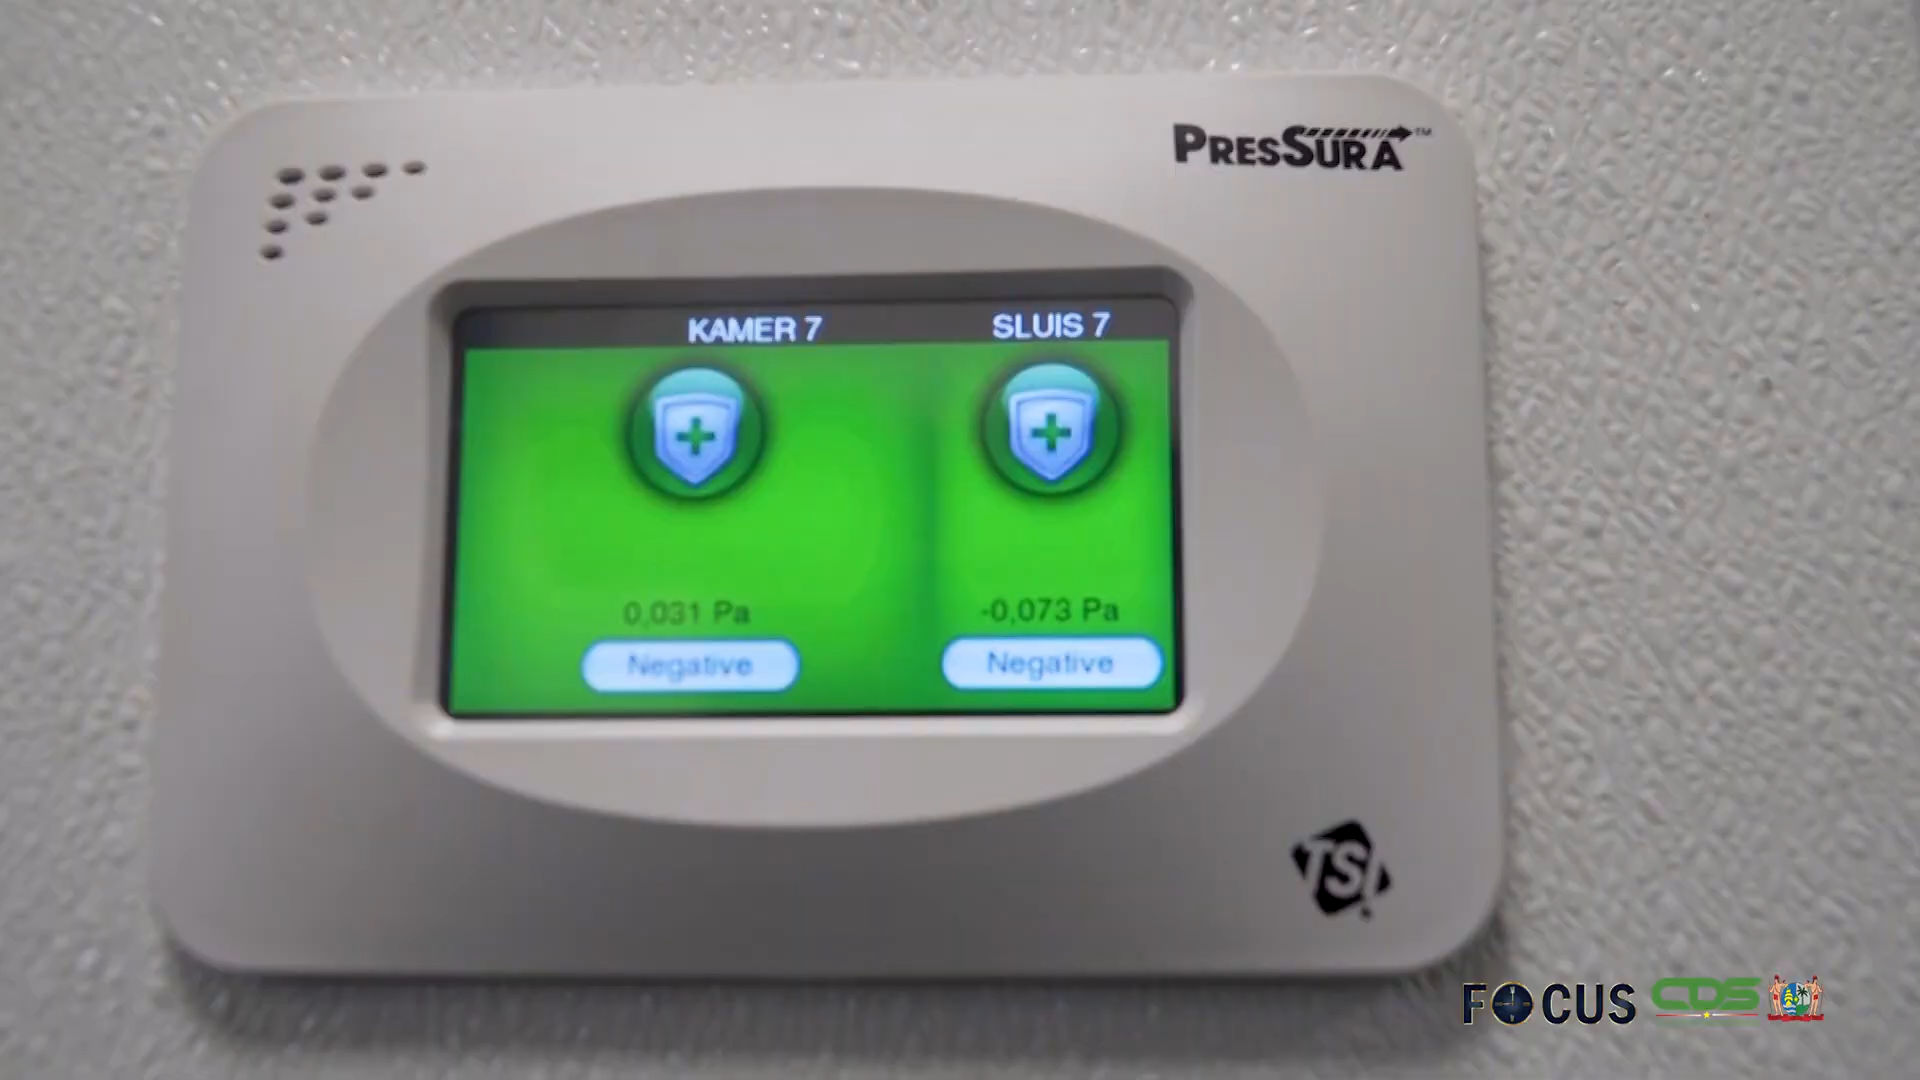 PRESSURA™
KAMER 7
SLUIS 7
0,031 Pa
-0,073 Pa
Negative
Negative
TSI
FOCUS
CDS